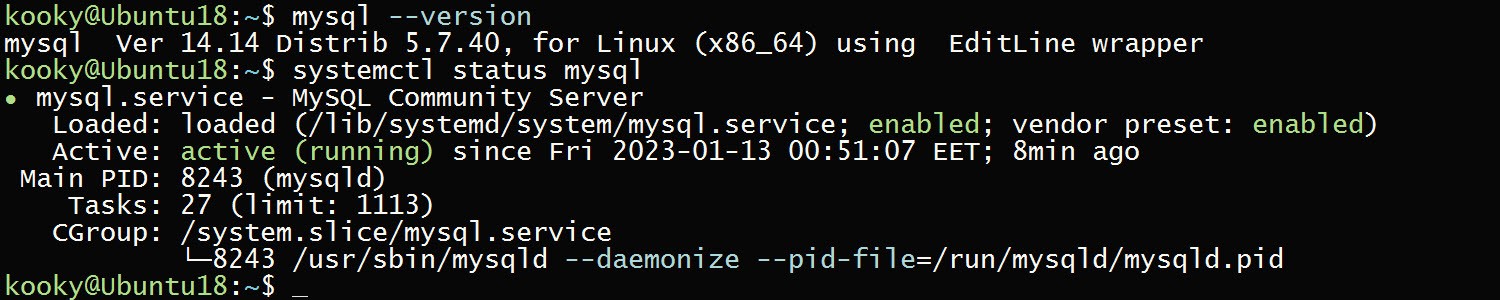 kooky@Ubuntu18:~$ mysql --version
mysql  Ver 14.14 Distrib 5.7.40, for Linux (x86_64) using  EditLine wrapper
kooky@Ubuntu18:~$ systemctl status mysql
● mysql.service - MySQL Community Server
   Loaded: loaded (/lib/systemd/system/mysql.service; enabled; vendor preset: enabled)
   Active: active (running) since Fri 2023-01-13 00:51:07 EET; 8min ago
 Main PID: 8243 (mysqld)
    Tasks: 27 (limit: 1113)
   CGroup: /system.slice/mysql.service
           └─8243 /usr/sbin/mysqld --daemonize --pid-file=/run/mysqld/mysqld.pid
kooky@Ubuntu18:~$ _